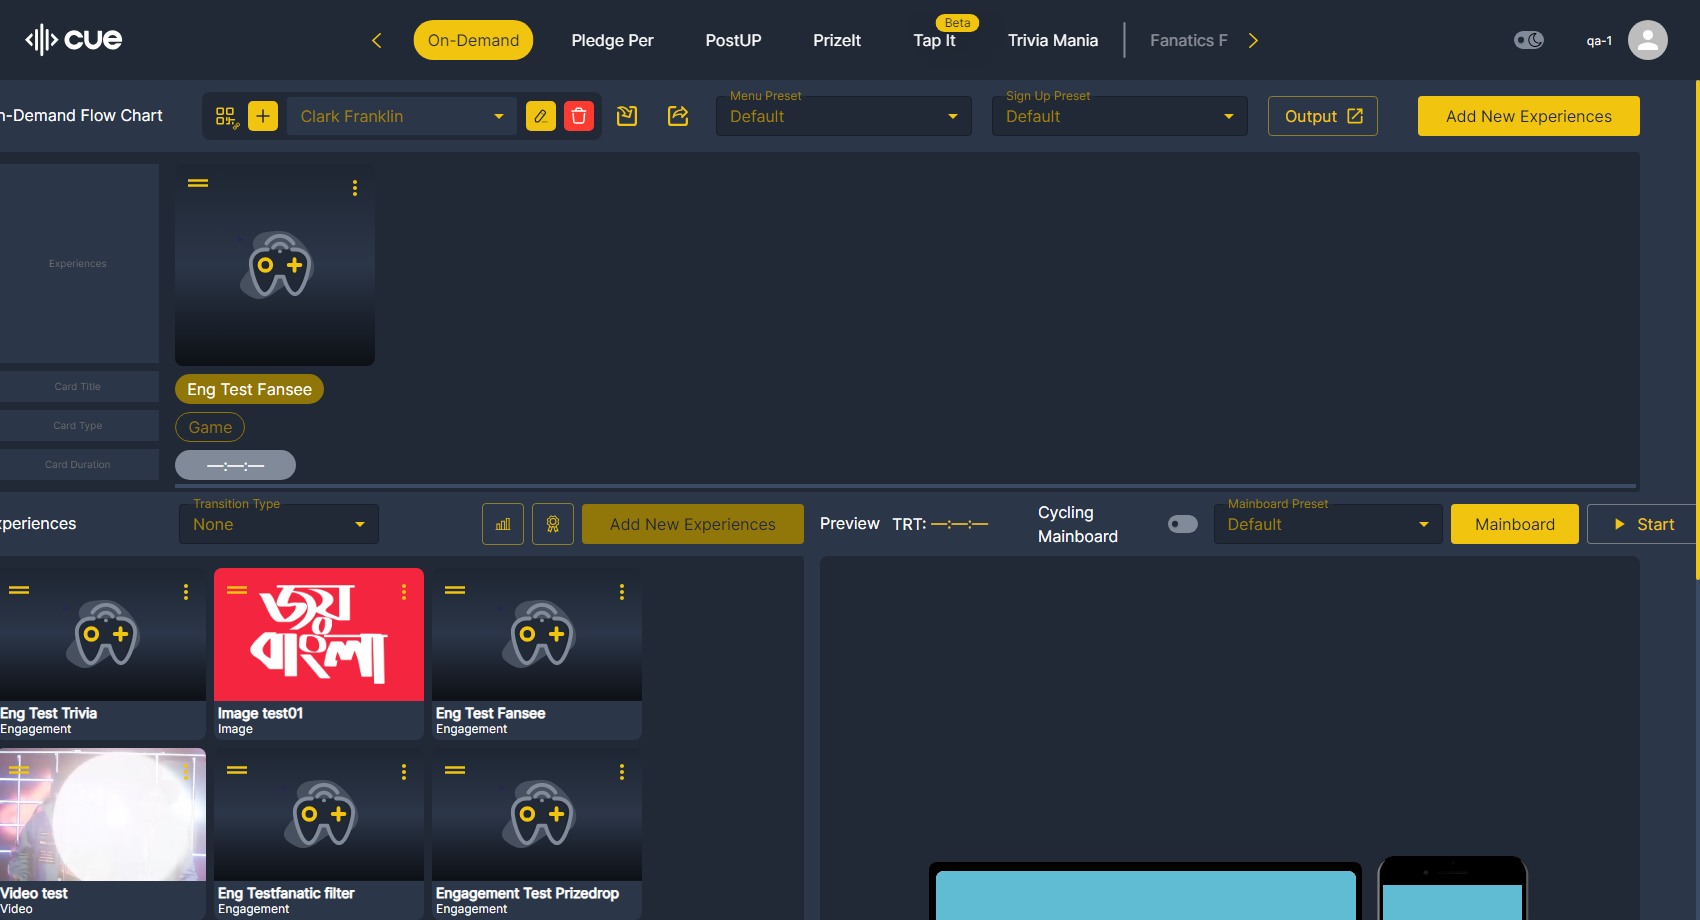 cue
On-Demand
Pledge Per
PostUP
PrizeIt
Beta
Tap It
Trivia Mania
Fanatics F
qa-1
n-Demand Flow Chart
Clark Franklin
Menu Preset
Default
Sign Up Preset
Default
Output
Add New Experiences
Experiences
Card Title
Eng Test Fansee
Card Type
Game
Card Duration
—:—:—
xperiences
Transition Type
None
Add New Experiences
Preview
TRT: —:—:—
Cycling
Mainboard
Mainboard Preset
Default
Mainboard
Start
জয়
বাংলা
Eng Test Trivia
Engagement
Image test01
Image
Eng Test Fansee
Engagement
Video test
Video
Eng Testfanatic filter
Engagement
Engagement Test Prizedrop
Engagement